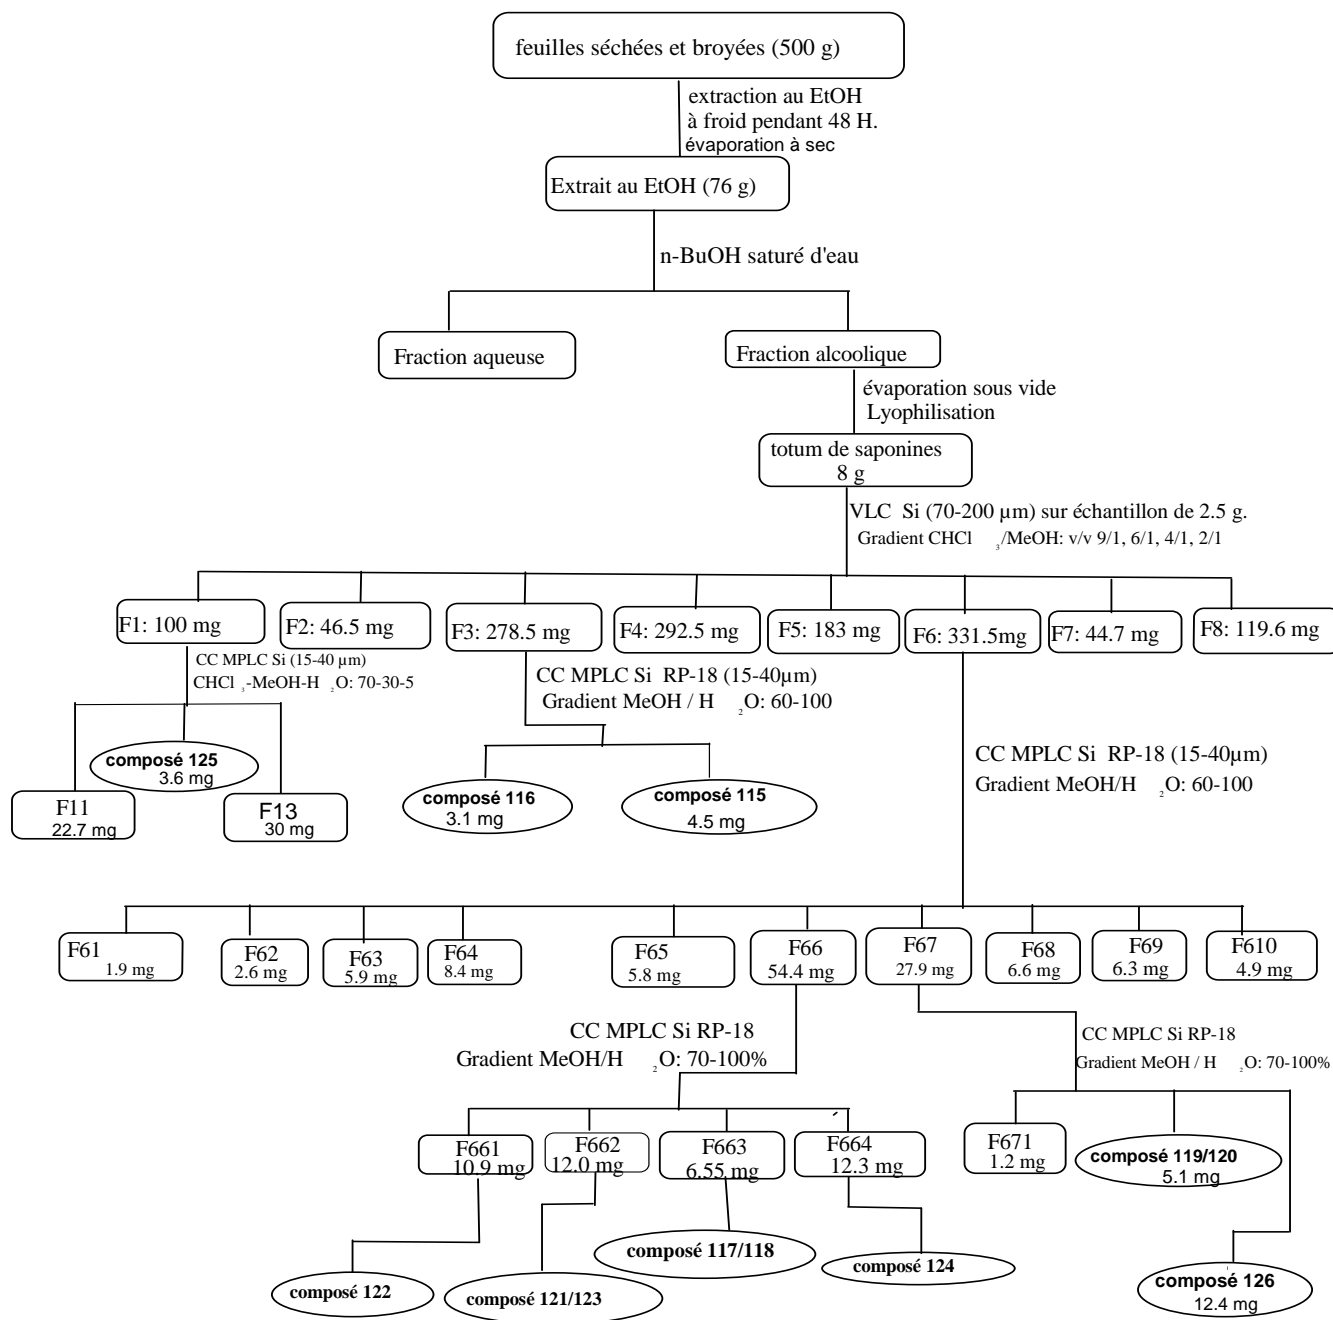 feuilles séchées et broyées (500 g)
extraction au EtOH
à froid pendant 48 H.
évaporation à sec
Extrait au EtOH (76 g)
n-BuOH saturé d'eau
Fraction aqueuse
Fraction alcoolique
évaporation sous vide
Lyophilisation
totum de saponines
8 g
VLC Si (70-200 µm) sur échantillon de 2.5 g.
Gradient CHCl ₃/MeOH: v/v 9/1, 6/1, 4/1, 2/1
F1: 100 mg
F2: 46.5 mg
F3: 278.5 mg
F4: 292.5 mg
F5: 183 mg
F6: 331.5mg
F7: 44.7 mg
F8: 119.6 mg
CC MPLC Si (15-40 µm)
CHCl ₃-MeOH-H ₂O: 70-30-5
CC MPLC Si RP-18 (15-40µm)
Gradient MeOH / H ₂O: 60-100
CC MPLC Si RP-18 (15-40µm)
Gradient MeOH/H ₂O: 60-100
composé 125
3.6 mg
F11
22.7 mg
F13
30 mg
composé 116
3.1 mg
composé 115
4.5 mg
F61
1.9 mg
F62
2.6 mg
F63
5.9 mg
F64
8.4 mg
F65
5.8 mg
F66
54.4 mg
F67
27.9 mg
F68
6.6 mg
F69
6.3 mg
F610
4.9 mg
CC MPLC Si RP-18
Gradient MeOH/H ₂O: 70-100%
CC MPLC Si RP-18
Gradient MeOH / H ₂O: 70-100%
F661
10.9 mg
F662
12.0 mg
F663
6.55 mg
F664
12.3 mg
F671
1.2 mg
composé 119/120
5.1 mg
composé 122
composé 121/123
composé 117/118
composé 124
composé 126
12.4 mg